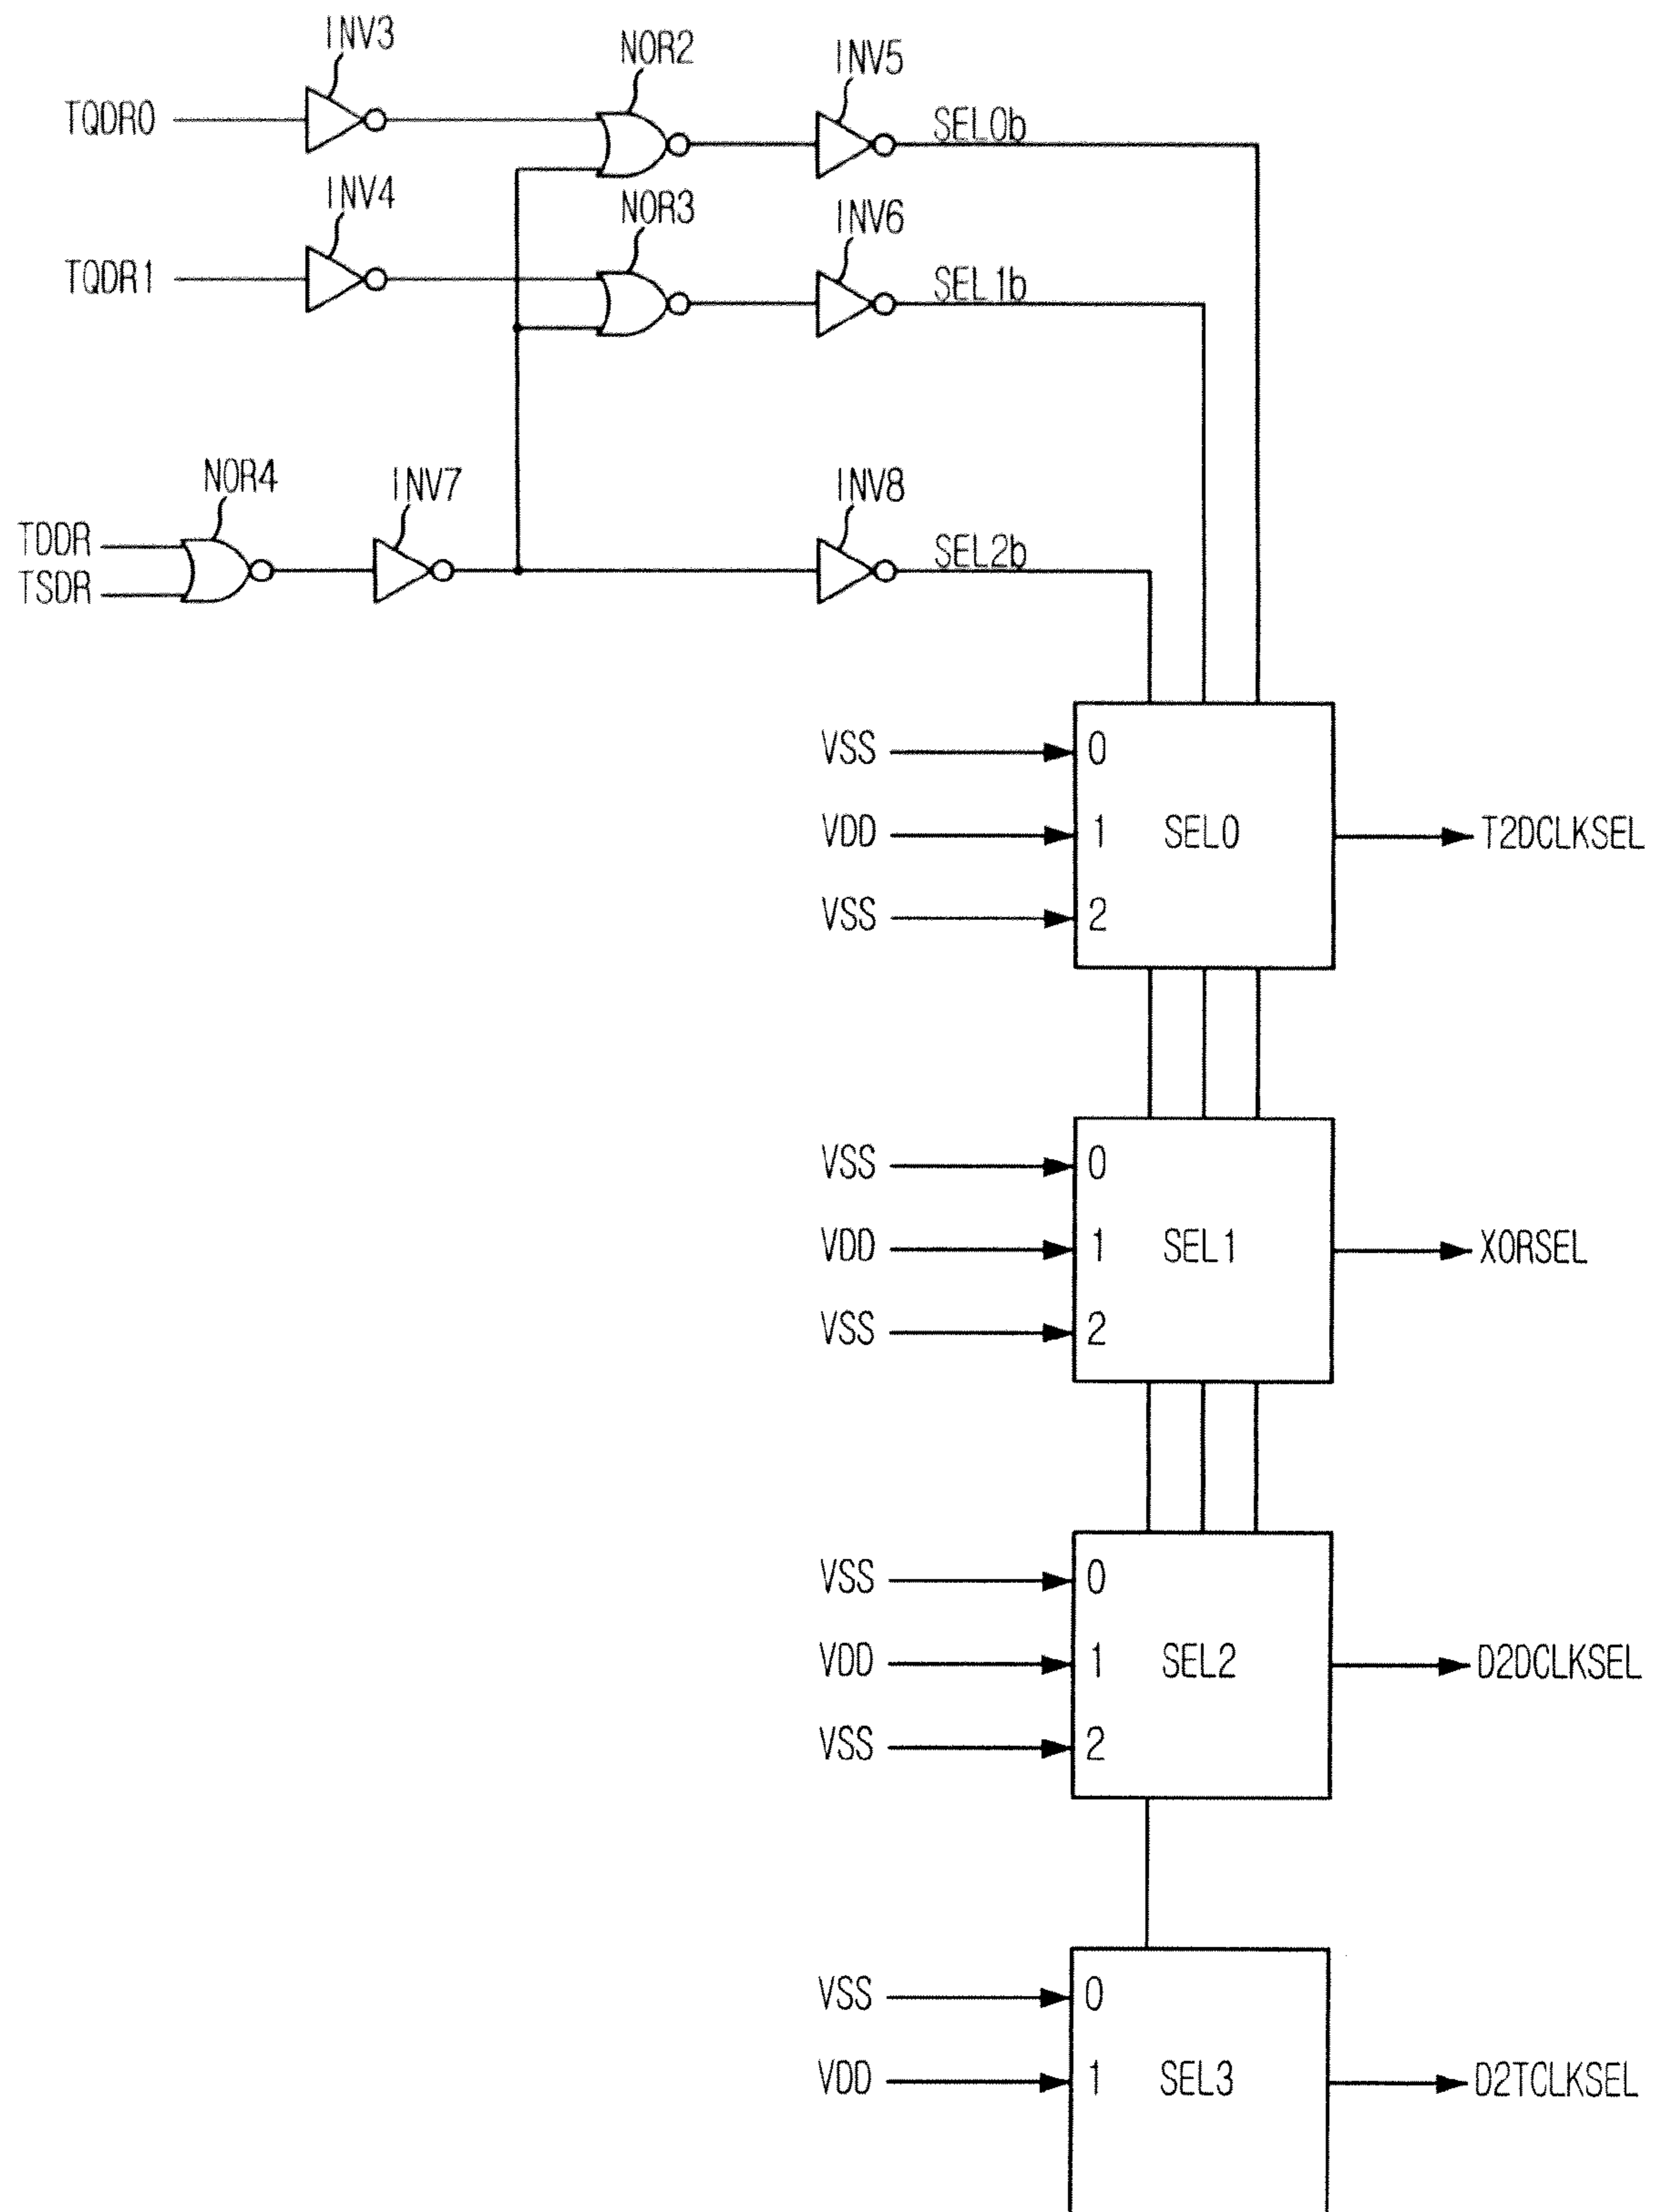 INV3
NOR2
INV5
TQDR0
SEL0b
INV4
NOR3
INV6
TQDR1
SEL1b
NOR4
INV7
INV8
TDDR
TSDR
SEL2b
VSS
0
VDD
1
SEL0
T2DCLKSEL
VSS
2
VSS
0
VDD
1
SEL1
XORSEL
VSS
2
VSS
0
VDD
1
SEL2
D2DCLKSEL
VSS
2
VSS
0
VDD
1
SEL3
D2TCLKSEL